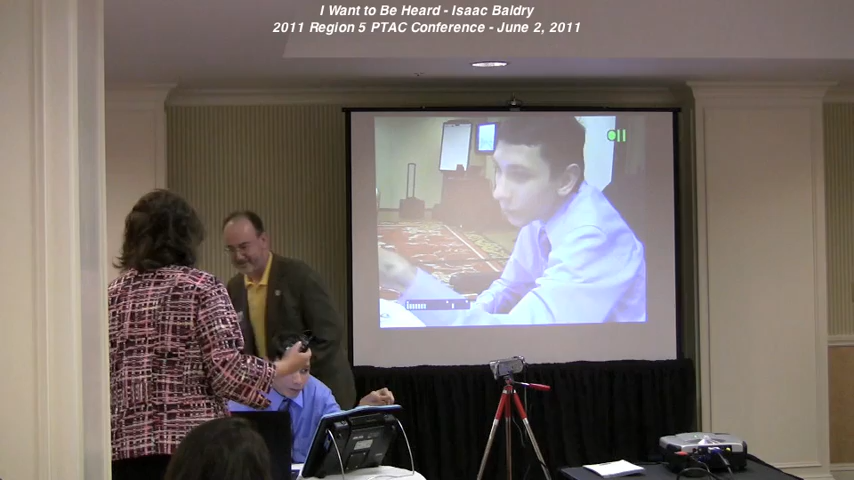 I Want to Be Heard - Isaac Baldry
2011 Region 5 PTAC Conference - June 2, 2011